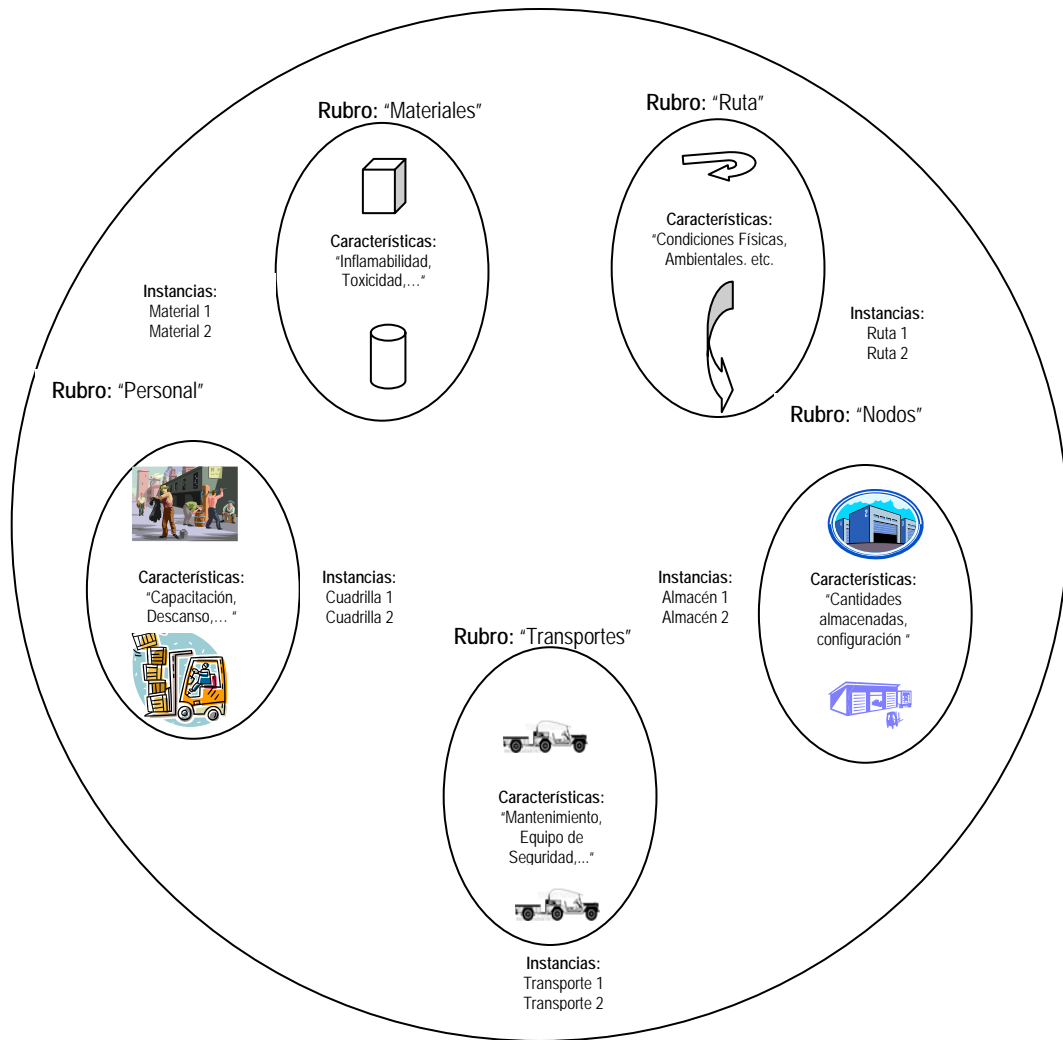 Rubro: “Materiales”
Características:
“Inflamabilidad,
Toxicidad,…“
Instancias:
Material 1
Material 2
Rubro: “Ruta”
Características:
“Condiciones Físicas,
Ambientales. etc.
Instancias:
Ruta 1
Ruta 2
Rubro: “Personal”
Características:
“Capacitación,
Descanso,… “
Instancias:
Cuadrilla 1
Cuadrilla 2
Rubro: “Nodos”
Características:
“Cantidades
almacenadas,
configuración “
Instancias:
Almacén 1
Almacén 2
Rubro: “Transportes”
Características:
“Mantenimiento,
Equipo de
Seguridad,...“
Instancias:
Transporte 1
Transporte 2